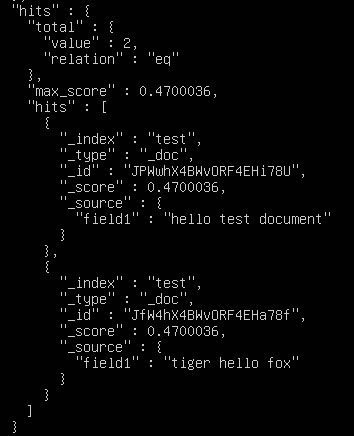 "hits" : {
"total" : {
"value" : 2,
"relation" : "eq"
},
"max_score" : 0.4700036,
"hits" : [
{
"_index" : "test",
"_type" : "_doc",
"_id" : "JPWwhX4BWvORF4EHi78U",
"_score" : 0.4700036,
"_source" : {
"field1" : "hello test document"
}
},
{
"_index" : "test",
"_type" : "_doc",
"_id" : "JfW4hX4BWvORF4EHa78f",
"_score" : 0.4700036,
"_source" : {
"field1" : "tiger hello fox"
}
}
]
}